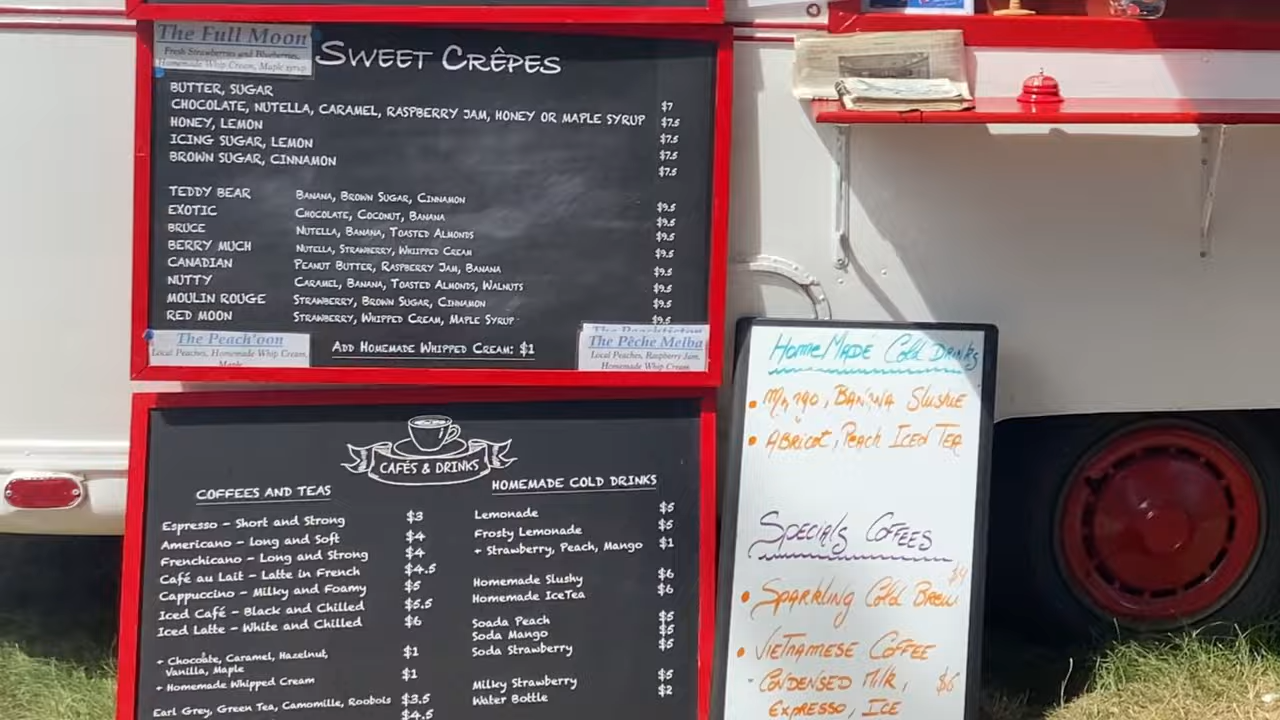 The Full Moon
Fresh Strawberries and Blueberries,
Homemade Whip Cream, Maple syrup
SWEET CRÊPES
BUTTER, SUGAR $7
CHOCOLATE, NUTELLA, CARAMEL, RASPBERRY JAM, HONEY OR MAPLE SYRUP $7.5
HONEY, LEMON $7.5
ICING SUGAR, LEMON $7.5
BROWN SUGAR, CINNAMON $7.5
TEDDY BEAR BANANA, BROWN SUGAR, CINNAMON $9.5
EXOTIC CHOCOLATE, COCONUT, BANANA $9.5
BRUCE NUTELLA, BANANA, TOASTED ALMONDS $9.5
BERRY MUCH NUTELLA, STRAWBERRY, WHIPPED CREAM $9.5
CANADIAN PEANUT BUTTER, RASPBERRY JAM, BANANA $9.5
NUTTY CARAMEL, BANANA, TOASTED ALMONDS, WALNUTS $9.5
MOULIN ROUGE STRAWBERRY, BROWN SUGAR, CINNAMON $9.5
RED MOON STRAWBERRY, WHIPPED CREAM, MAPLE SYRUP $9.5
The Peach'oon
Local Peaches, Homemade Whip Cream,
Maple
ADD HOMEMADE WHIPPED CREAM: $1
The Pêche Melba
Local Peaches, Raspberry Jam,
Homemade Whip Cream
CAFÉS & DRINKS
COFFEES AND TEAS
Espresso - Short and Strong $3
Americano - Long and Soft $4
Frenchicano - Long and Strong $4
Café au Lait - Latte in French $4.5
Cappuccino - Milky and Foamy $5
Iced Café - Black and Chilled $5.5
Iced Latte - White and Chilled $6
+ Chocoate, Caramel, Hazelnut, $1
Vanilla, Maple
+ Homemade Whipped Cream $1
Earl Grey, Green Tea, Camomille, Roobois $3.5
$4.5
HOMEMADE COLD DRINKS
Lemonade $5
Frosty Lemonade $5
+ Strawberry, Peach, Mango $1
Homemade Slushy $6
Homemade IceTea $6
Soada Peach $5
Soda Mango $5
Soda Strawberry $5
Milky Strawberry $5
Water Bottle $2
HomeMade Cold Drinks
• Mango, Banana Slushie
• Abricot, Peach Iced Tea
Specials Coffees
• Sparkling Cold Brew $4
• Vietnamese Coffee
- Condensed Milk, $6
Expresso, Ice